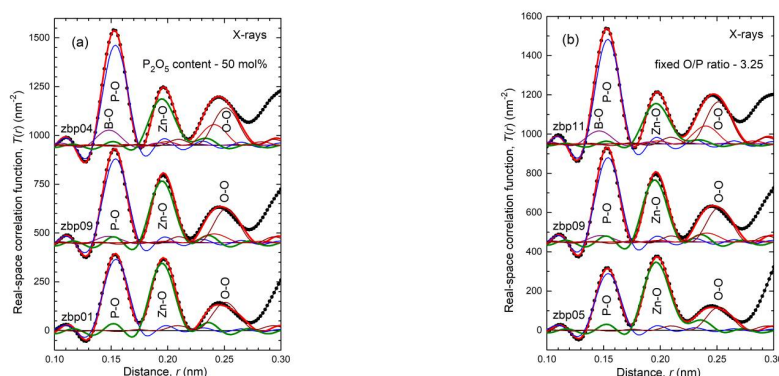 (a)
X-rays
P₂O₅ content - 50 mol%
1500
1250
1000
750
500
250
0
Real-space correlation function, T(r) (nm⁻²)
zbp04
zbp09
zbp01
B-O
P-O
Zn-O
O-O
P-O
Zn-O
O-O
P-O
Zn-O
O-O
0.10 0.15 0.20 0.25 0.30
Distance, r (nm)
(b)
X-rays
fixed O/P ratio - 3.25
1600
1400
1200
1000
800
600
400
200
0
Real-space correlation function, T(r) (nm⁻²)
zbp11
zbp09
zbp05
B-O
P-O
Zn-O
O-O
P-O
Zn-O
O-O
P-O
Zn-O
O-O
0.10 0.15 0.20 0.25 0.30
Distance, r (nm)